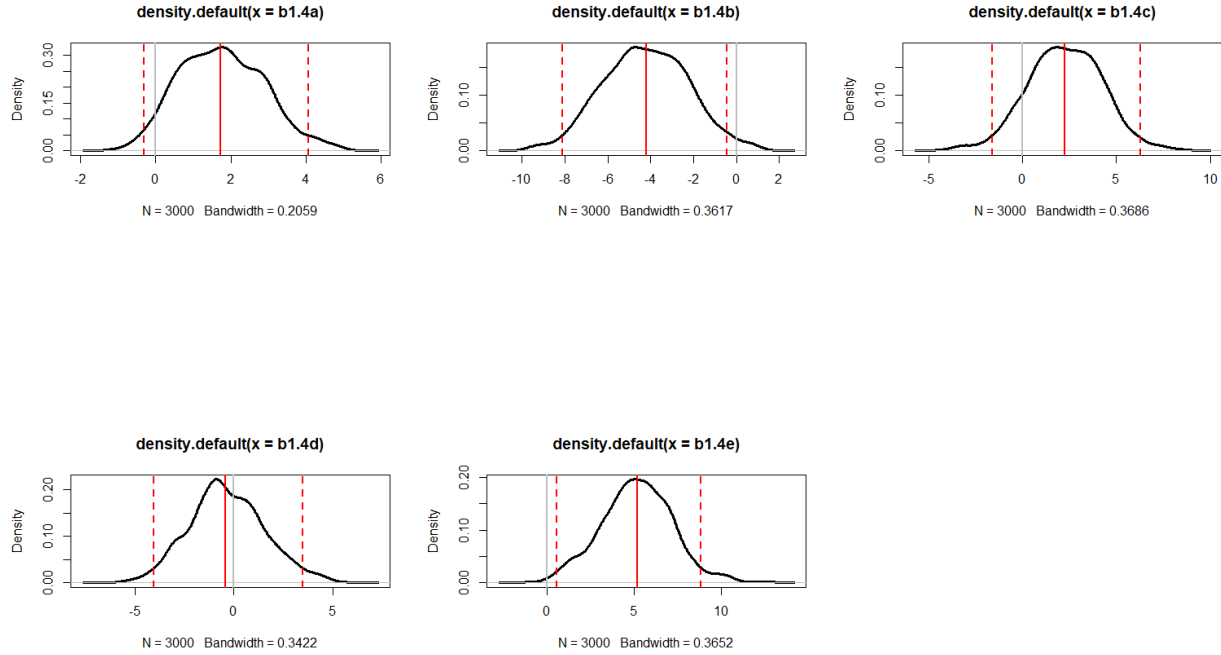 density.default(x = b1.4a)
Density
0.00 0.15 0.30
-2 0 2 4 6
N = 3000 Bandwidth = 0.2059
density.default(x = b1.4b)
Density
0.00 0.10
-10 -8 -6 -4 -2 0 2
N = 3000 Bandwidth = 0.3617
density.default(x = b1.4c)
Density
0.00 0.10
-5 0 5 10
N = 3000 Bandwidth = 0.3686
density.default(x = b1.4d)
Density
0.00 0.10 0.20
-5 0 5
N = 3000 Bandwidth = 0.3422
density.default(x = b1.4e)
Density
0.00 0.10 0.20
0 5 10
N = 3000 Bandwidth = 0.3652